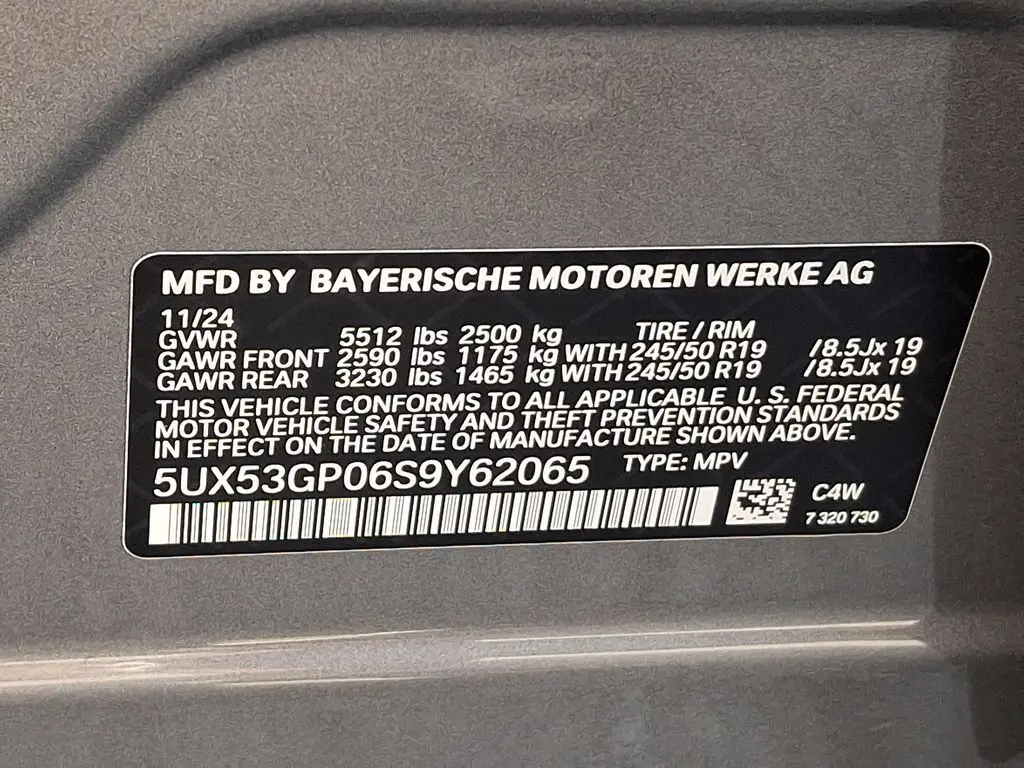 MFD BY BAYERISCHE MOTOREN WERKE AG
11/24
GVWR 5512 lbs 2500 kg TIRE / RIM
GAWR FRONT 2590 lbs 1175 kg WITH 245/50 R19 /8.5Jx 19
GAWR REAR 3230 lbs 1465 kg WITH 245/50 R19 /8.5Jx 19
THIS VEHICLE CONFORMS TO ALL APPLICABLE U. S. FEDERAL
MOTOR VEHICLE SAFETY AND THEFT PREVENTION STANDARDS
IN EFFECT ON THE DATE OF MANUFACTURE SHOWN ABOVE.
5UX53GP06S9Y62065 TYPE: MPV
C4W
7 320 730